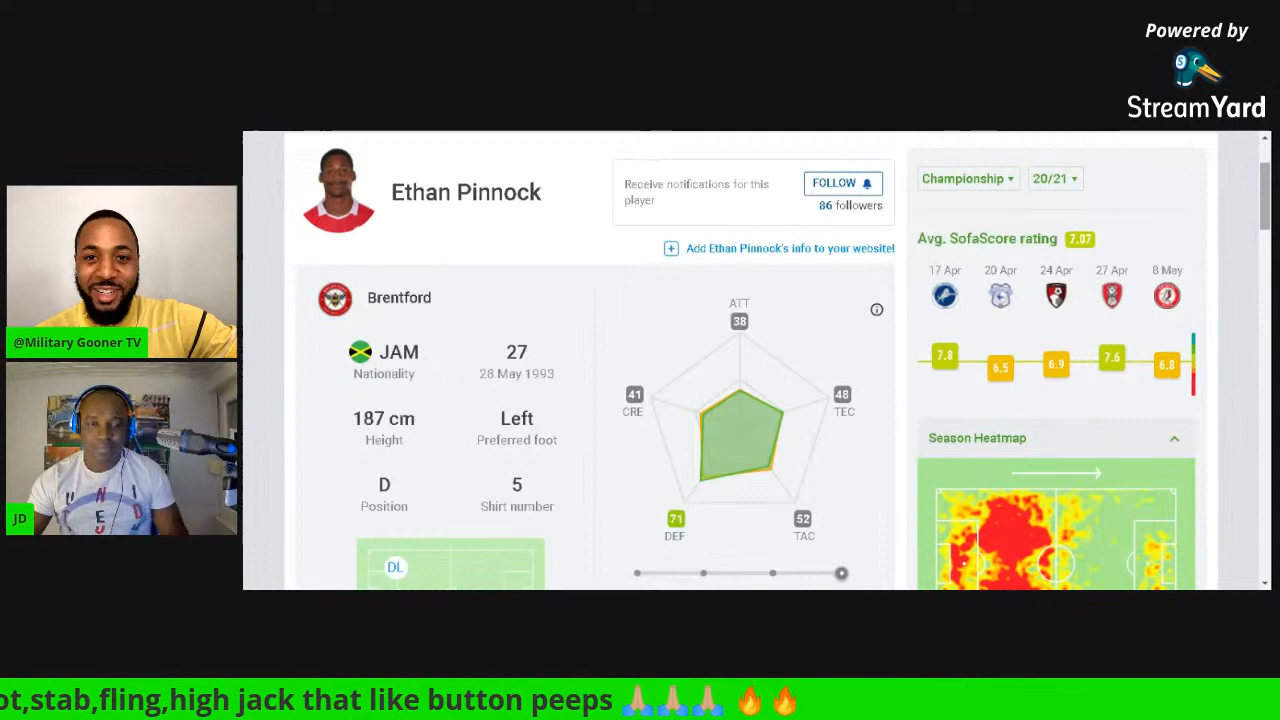 Powered by
StreamYard
Ethan Pinnock
Receive notifications for this
player
FOLLOW
86 followers
Add Ethan Pinnock's info to your website!
Championship
20/21
Avg. SofaScore rating 7.07
17 Apr 20 Apr 24 Apr 27 Apr 8 May
7.8 6.5 6.9 7.6 6.8
Season Heatmap
Brentford
JAM
Nationality
27
28 May 1993
187 cm
Height
Left
Preferred foot
D
Position
5
Shirt number
ATT
38
41
CRE
48
TEC
71
DEF
52
TAC
DL
@Military Gooner TV
JD
ot,stab,fling,high jack that like button peeps 🙏🏽🙏🏽🙏🏽 🔥🔥